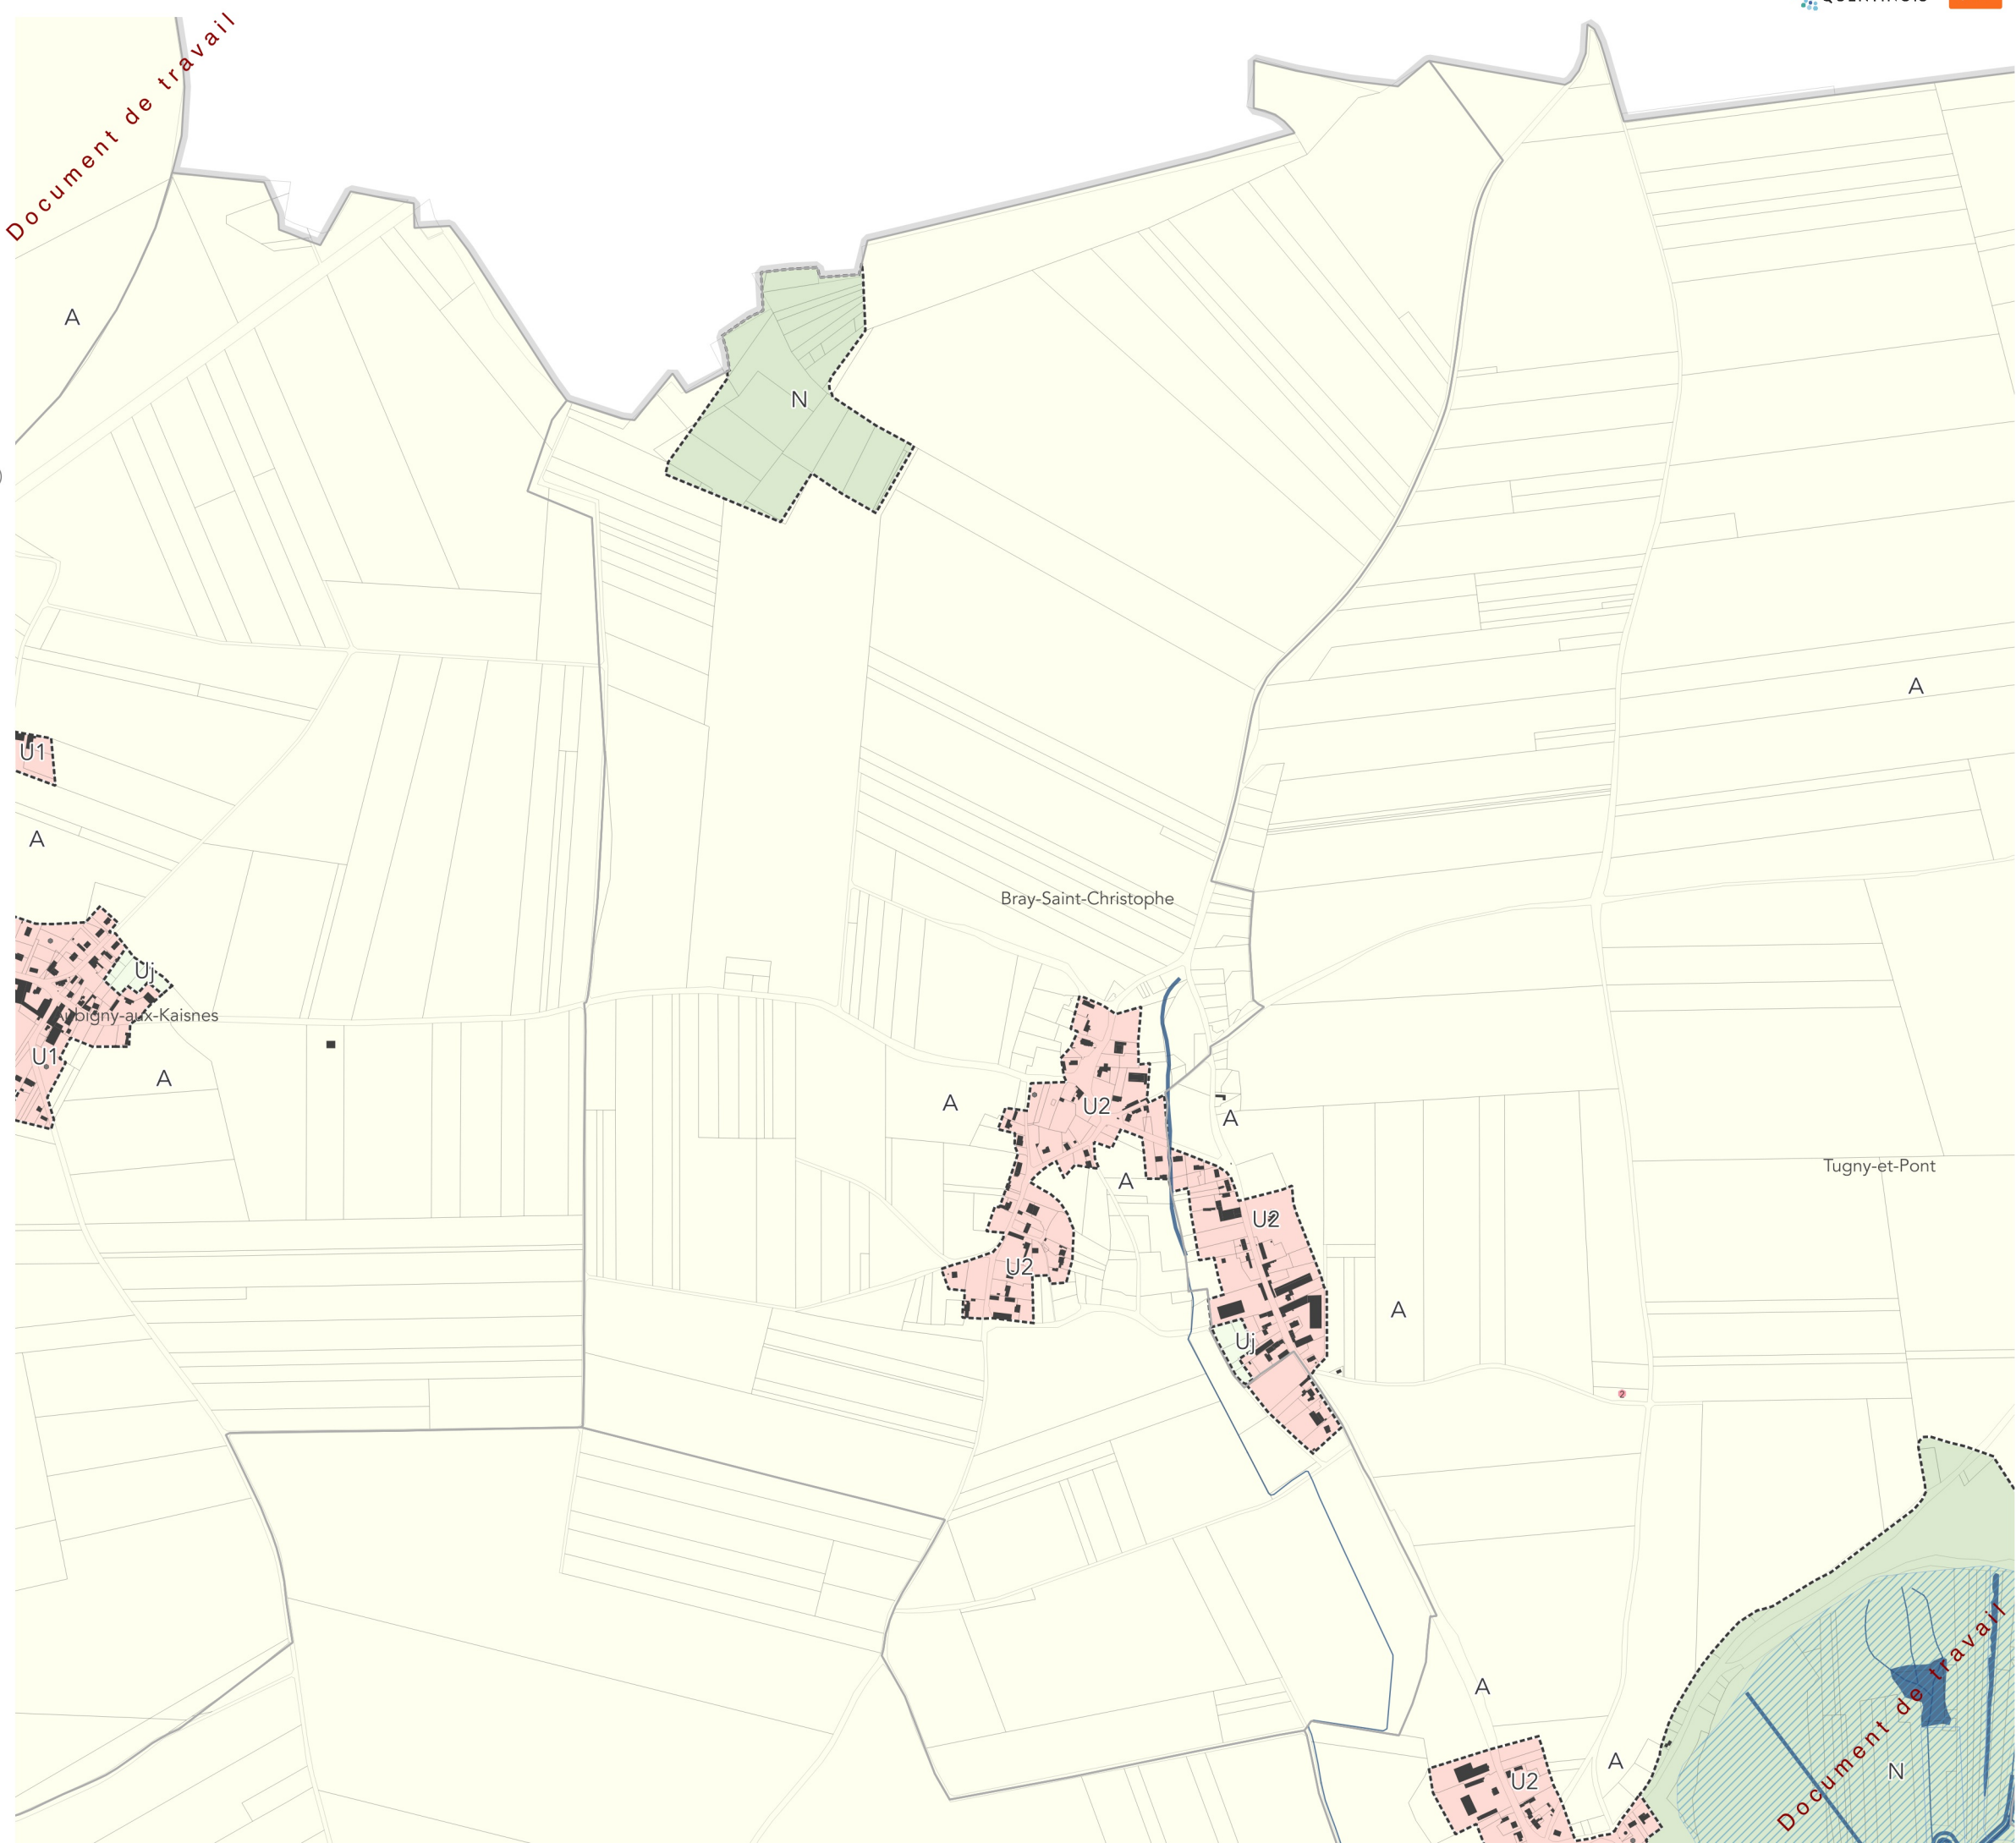 Document de travail
A
N
A
U1
A
Bray-Saint-Christophe
Uj
Aubigny-aux-Kaisnes
U1
A
A
U2
A
Tugny-et-Pont
A
U2
U2
A
Uj
2
Document de travail
A
A
N
U2